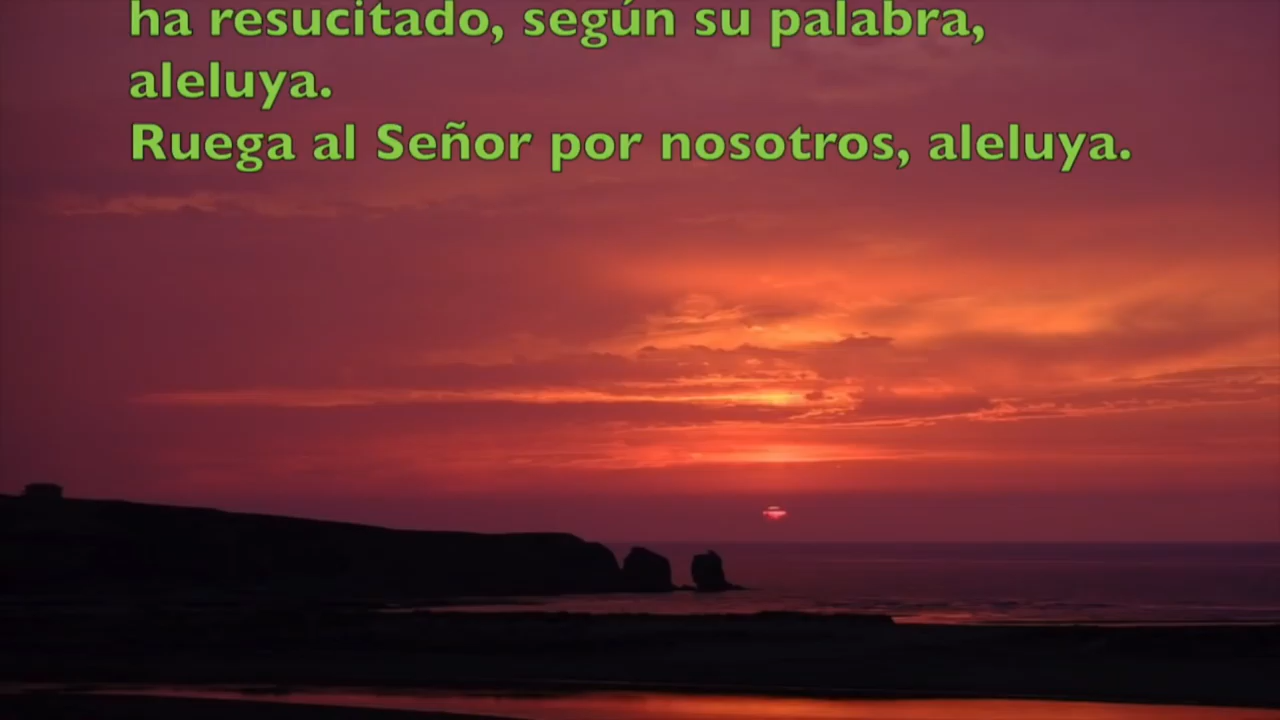 ha resucitado, según su palabra,
aleluya.
Ruega al Señor por nosotros, aleluya.